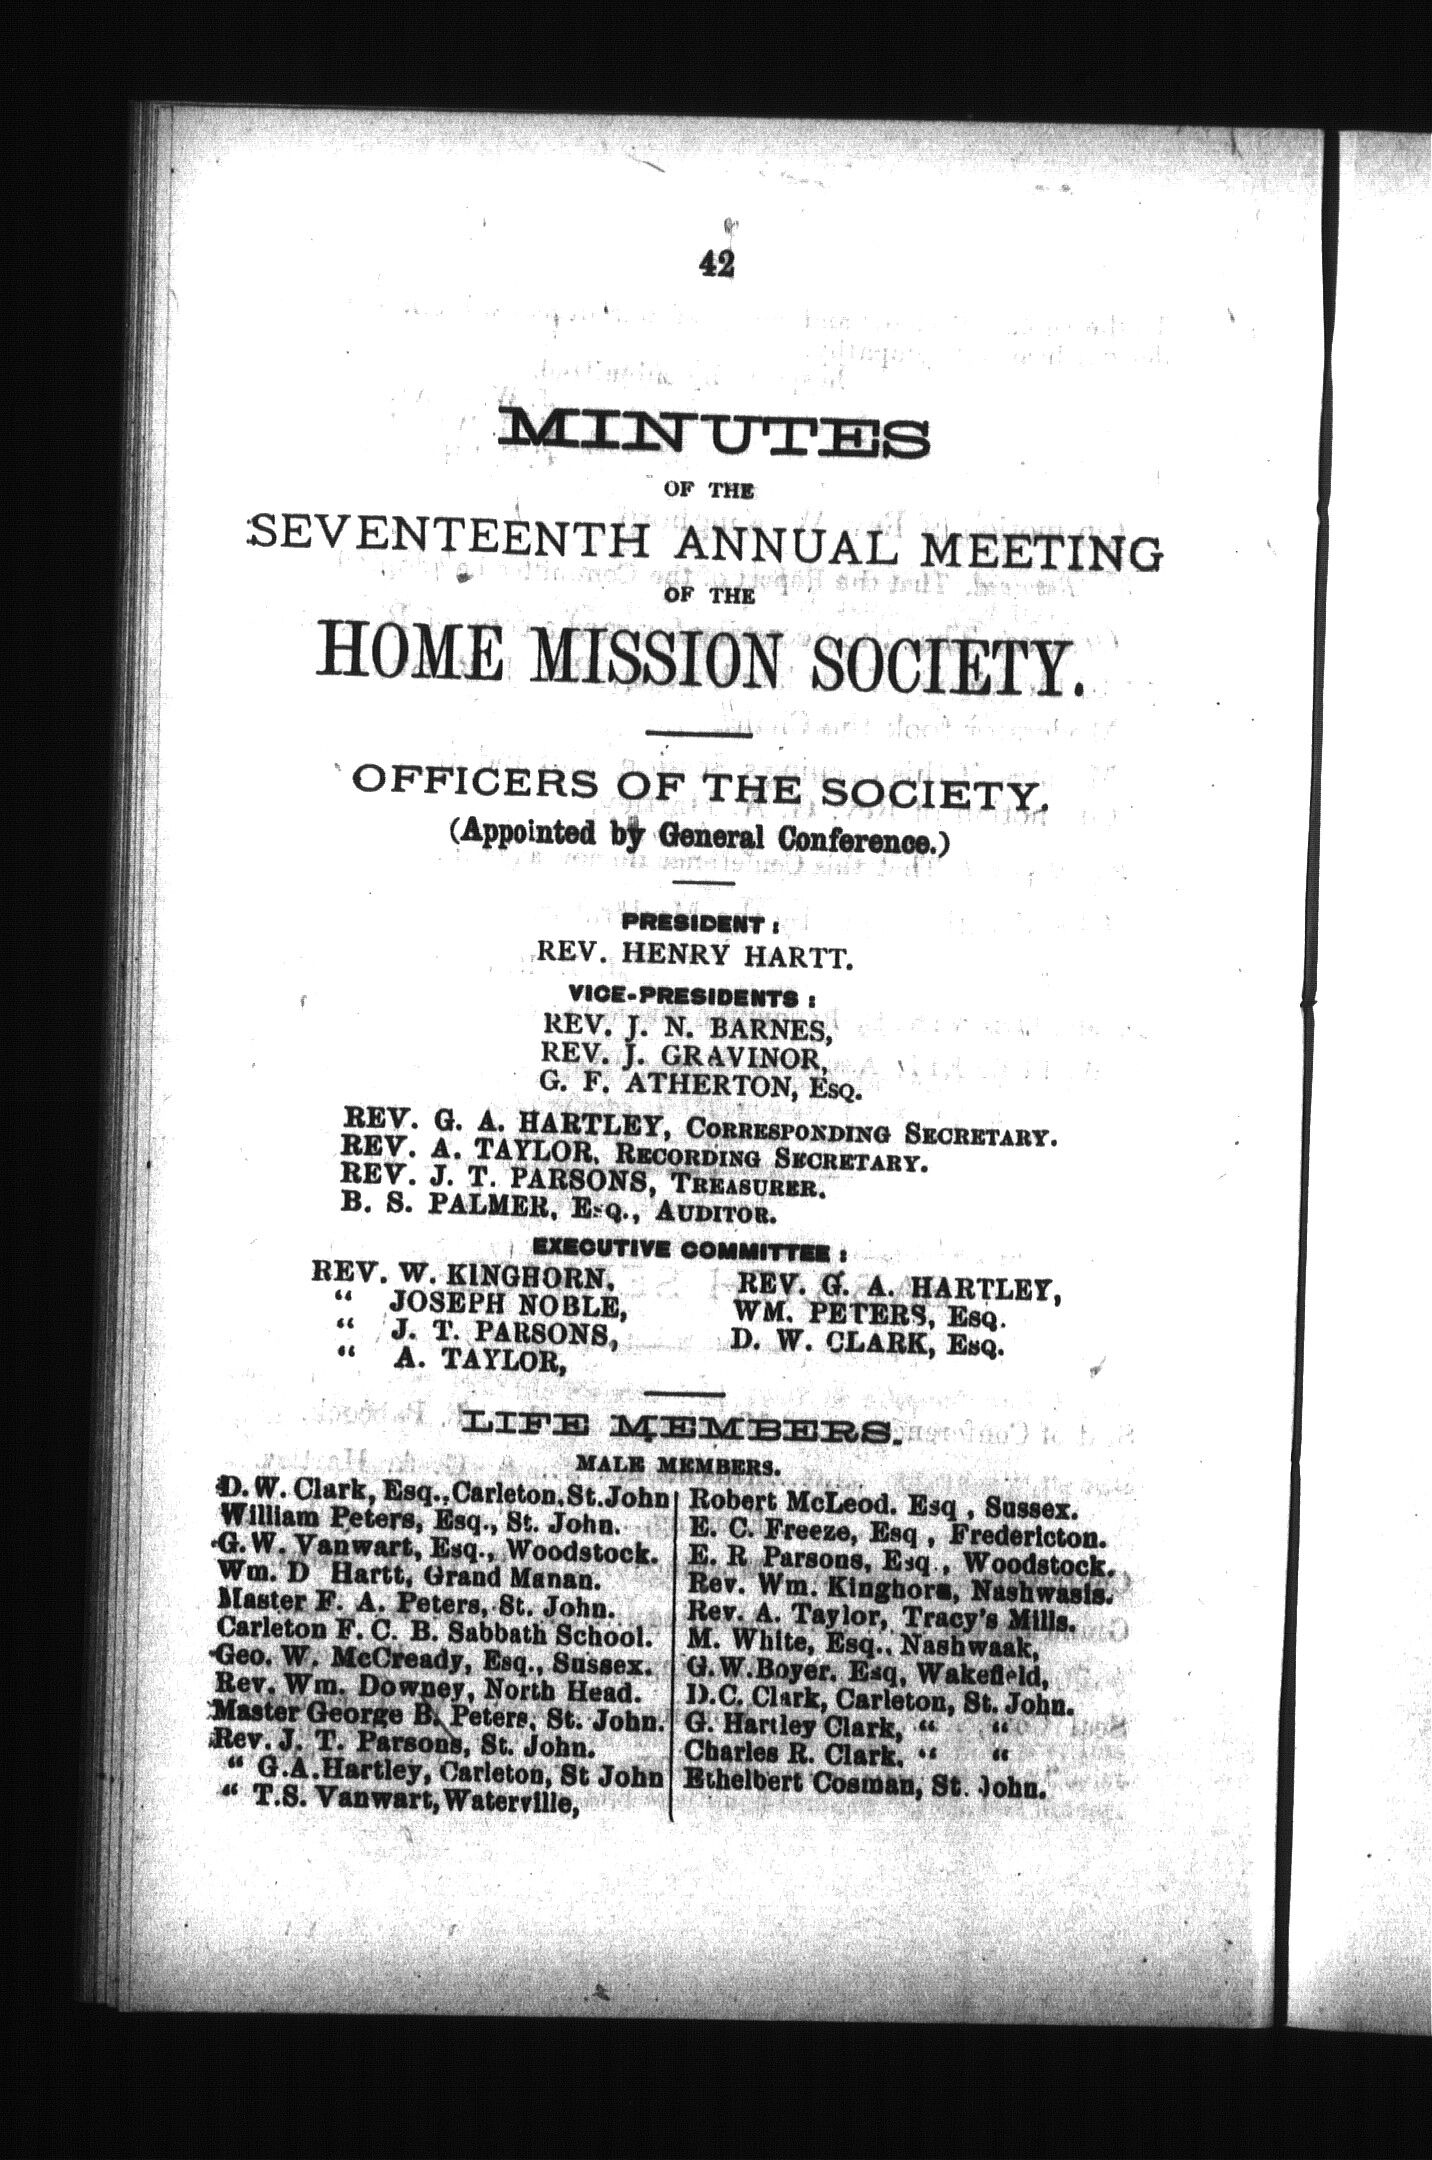 42
MINUTES
OF THE
SEVENTEENTH ANNUAL MEETING
OF THE
HOME MISSION SOCIETY.
OFFICERS OF THE SOCIETY.
(Appointed by General Conference.)
PRESIDENT:
REV. HENRY HARTT.
VICE-PRESIDENTS:
REV. J. N. BARNES,
REV. J. GRAVINOR,
G. F. ATHERTON, ESQ.
REV. G. A. HARTLEY, CORRESPONDING SECRETARY.
REV. A. TAYLOR, RECORDING SECRETARY.
REV. J. T. PARSONS, TREASURER.
B. S. PALMER, ESQ., AUDITOR.
EXECUTIVE COMMITTEE:
REV. W. KINGHORN,
“ JOSEPH NOBLE,
“ J. T. PARSONS,
“ A. TAYLOR,
REV. G. A. HARTLEY,
WM. PETERS, ESQ.
D. W. CLARK, ESQ.
LIFE MEMBERS.
MALE MEMBERS.
D. W. Clark, Esq., Carleton, St. John
William Peters, Esq., St. John.
G. W. Vanwart, Esq., Woodstock.
Wm. D Hartt, Grand Manan.
Master F. A. Peters, St. John.
Carleton F. C. B. Sabbath School.
Geo. W. McCready, Esq., Sussex.
Rev. Wm. Downey, North Head.
Master George B. Peters, St. John.
Rev. J. T. Parsons, St. John.
“ G.A.Hartley, Carleton, St John
“ T.S. Vanwart, Waterville,
Robert McLeod. Esq , Sussex.
E. C. Freeze, Esq , Fredericton.
E. R Parsons, Esq., Woodstock.
Rev. Wm. Kinghorn, Nashwasis.
Rev. A. Taylor, Tracy's Mills.
M. White, Esq., Nashwaak,
G.W.Boyer. Esq, Wakefield,
D.C. Clark, Carleton, St. John.
G. Hartley Clark, “ “
Charles R. Clark. “ “
Ethelbert Cosman, St. John.